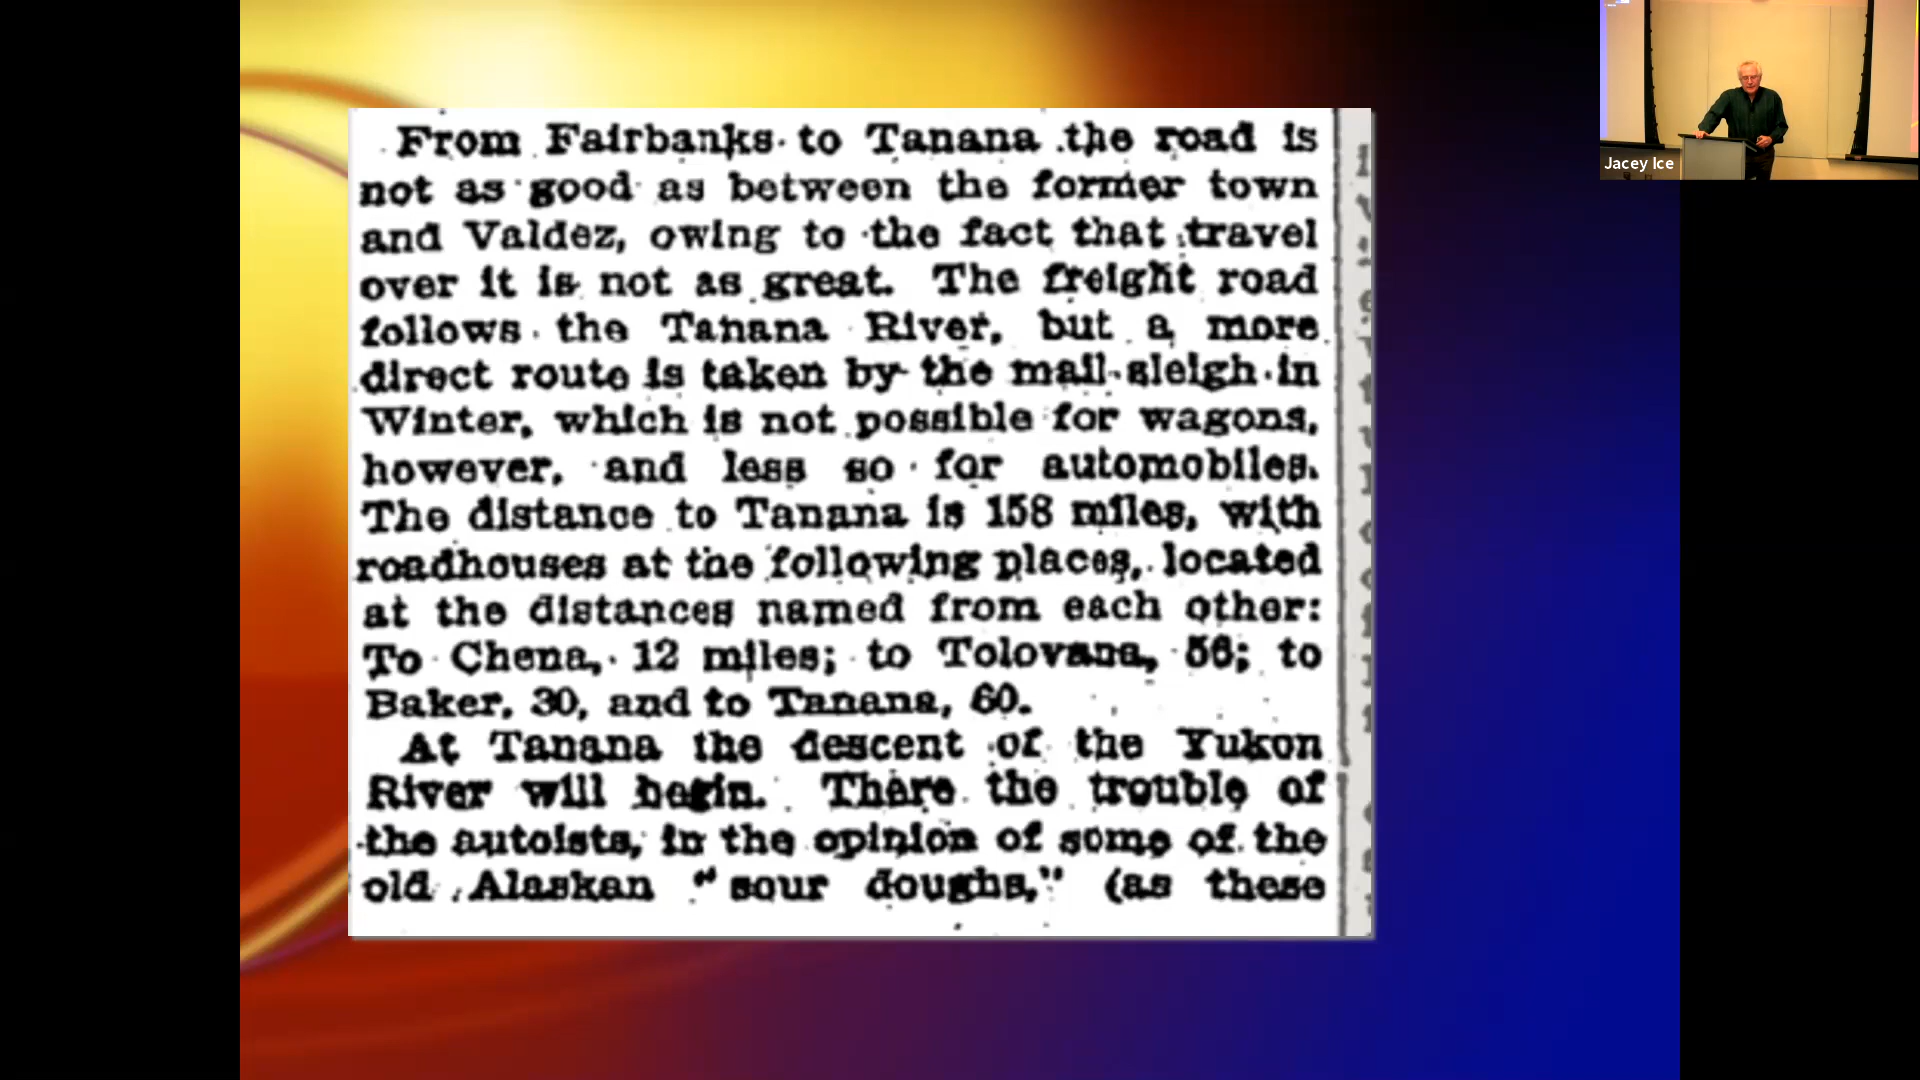 From Fairbanks to Tanana the road is
not as good as between the former town
and Valdez, owing to the fact that travel
over it is not as great. The freight road
follows the Tanana River, but a more
direct route is taken by the mail sleigh in
Winter, which is not possible for wagons,
however, and less so for automobiles.
The distance to Tanana is 158 miles, with
roadhouses at the following places, located
at the distances named from each other:
To Chena, 12 miles; to Tolovana, 56; to
Baker, 30, and to Tanana, 60.
At Tanana the descent of the Yukon
River will begin. There the trouble of
the autoists, in the opinion of some of the
old Alaskan "sour doughs," (as these
Jacey Ice